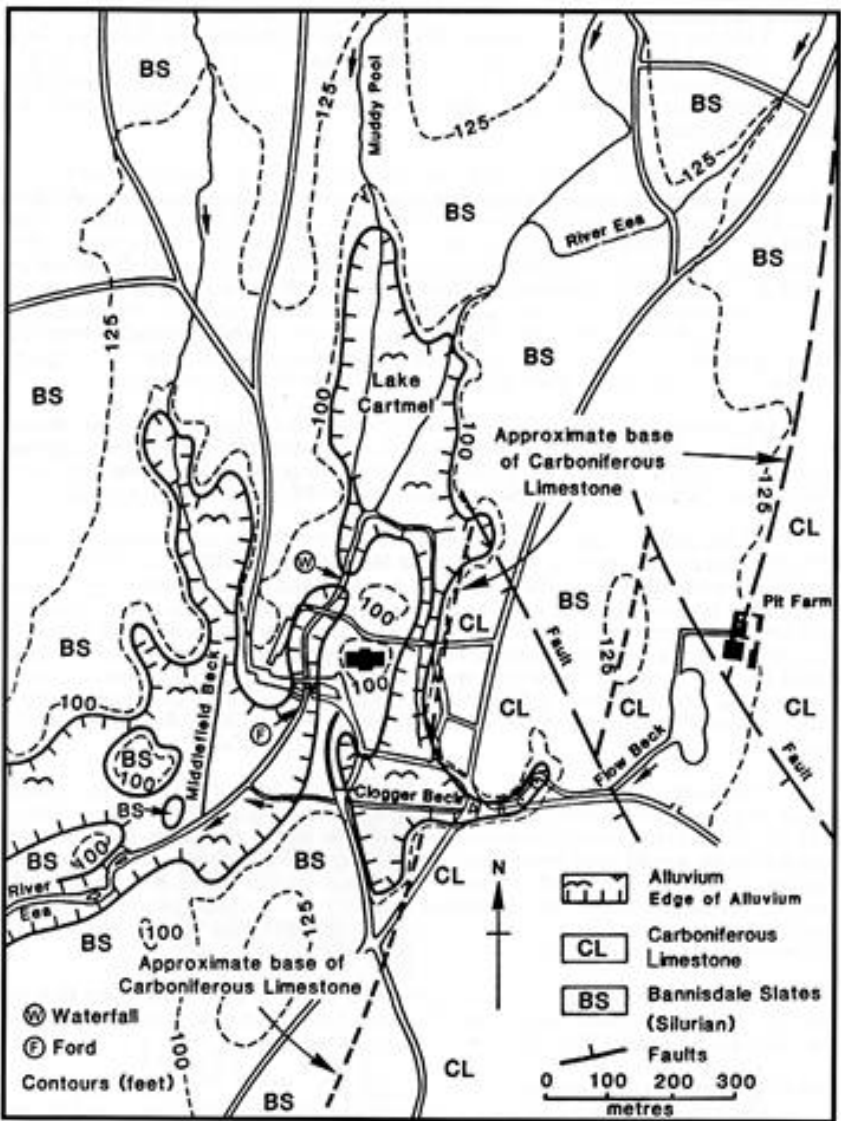 BS
BS
125
Muddy Pool
125
BS
River Eea
BS
125
BS
BS
100
Lake
Cartmel
BS
100
Approximate base
of Carboniferous
Limestone
125
CL
W
100
CL
BS
125
Pit Farm
Fault
BS
100
Middlefield Beck
100
F
CL
CL
CL
Flow Beck
Fault
BS
100
BS
Clogger Beck
BS
100
River
Eea
BS
BS
100
125
Approximate base of
Carboniferous Limestone
CL
N
100
BS
CL
W Waterfall
F Ford
Contours (feet)
Alluvium
Edge of Alluvium
CL
Carboniferous
Limestone
BS
Bannisdale Slates
(Silurian)
Faults
0 100 200 300
metres